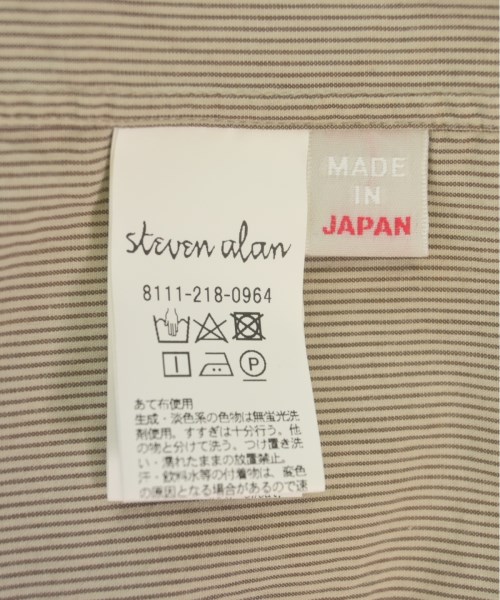 MADE
IN
JAPAN
steven alan
8111-218-0964
あて布使用
生成・淡色系の色物は無蛍光洗
剤使用。すすぎは十分行う。他
の物と分けて洗う。つけ置き洗
い・濡れたままの放置禁止。
汗・飲料水等の付着物は、変色
の原因となる場合があるので速